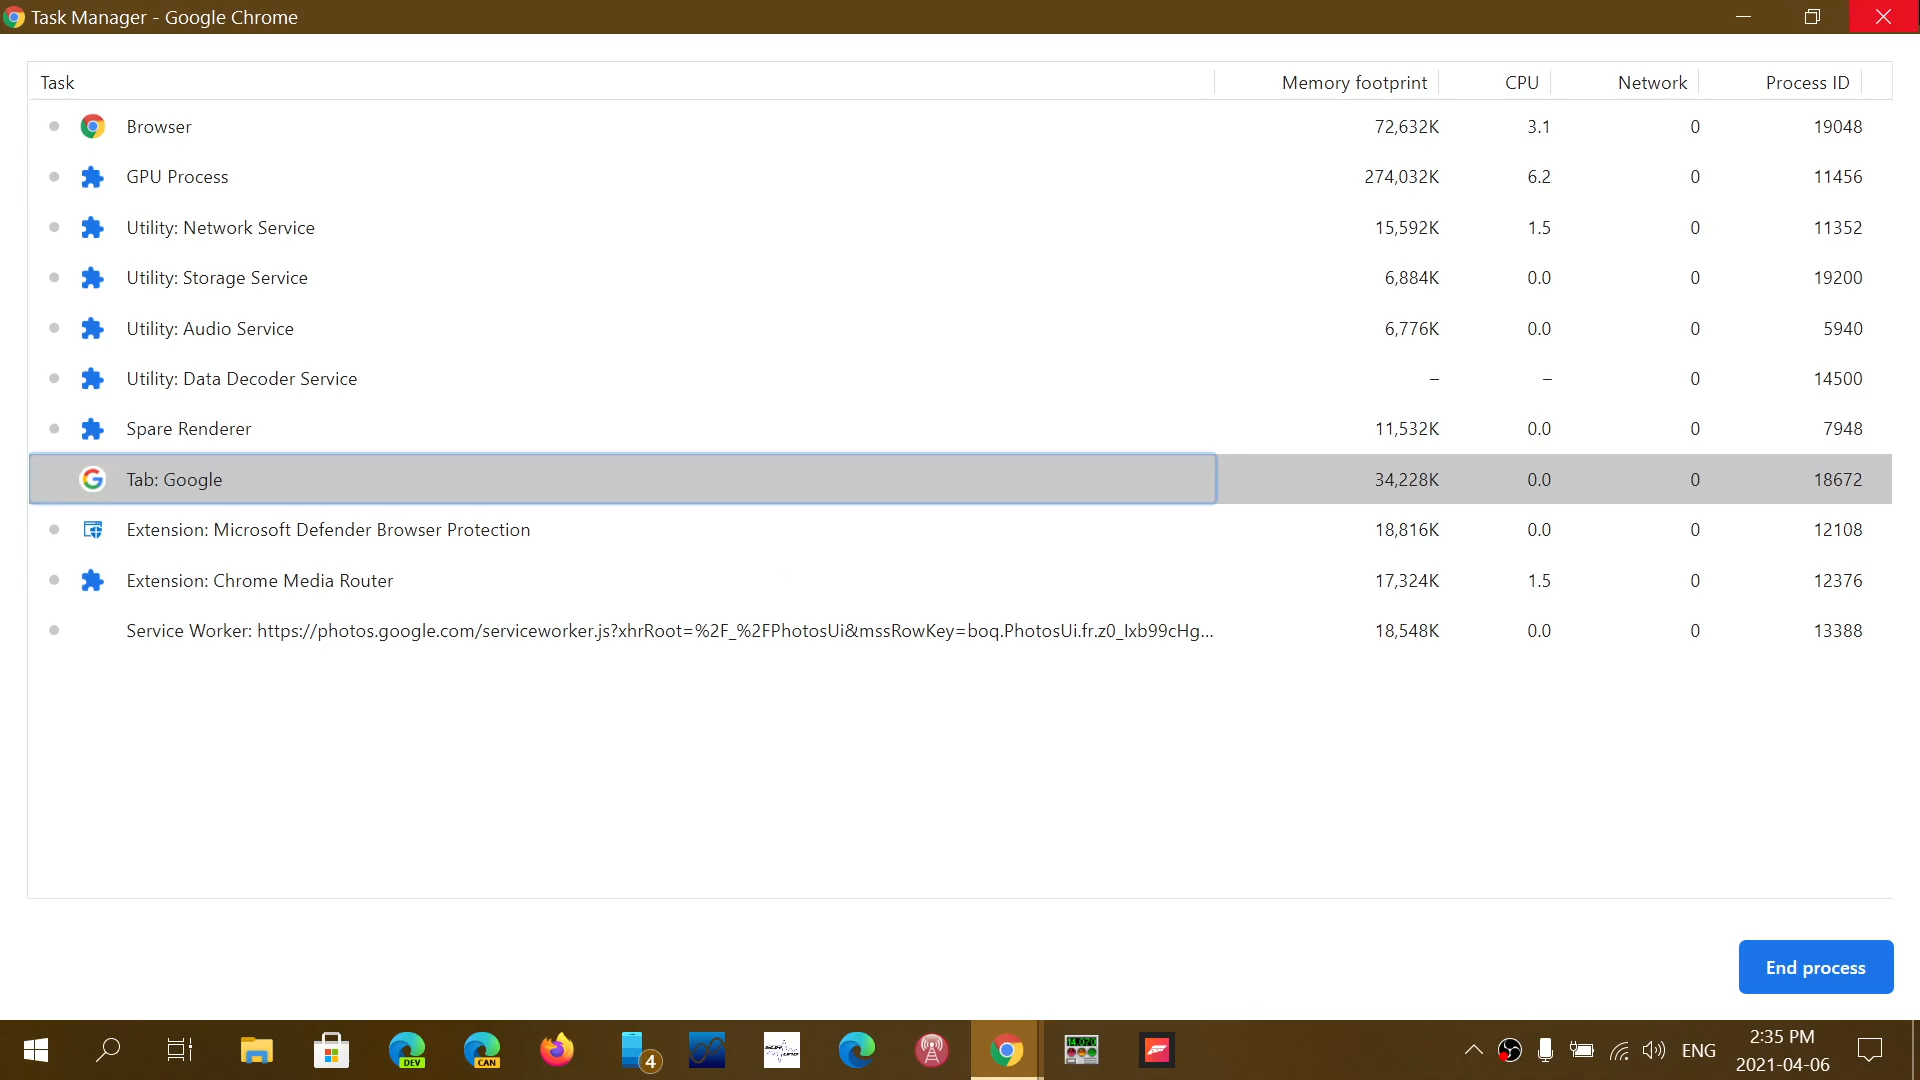 Task Manager - Google Chrome
Task Memory footprint CPU Network Process ID
Browser 72,632K 3.1 0 19048
GPU Process 274,032K 6.2 0 11456
Utility: Network Service 15,592K 1.5 0 11352
Utility: Storage Service 6,884K 0.0 0 19200
Utility: Audio Service 6,776K 0.0 0 5940
Utility: Data Decoder Service – – 0 14500
Spare Renderer 11,532K 0.0 0 7948
Tab: Google 34,228K 0.0 0 18672
Extension: Microsoft Defender Browser Protection 18,816K 0.0 0 12108
Extension: Chrome Media Router 17,324K 1.5 0 12376
Service Worker: https://photos.google.com/serviceworker.js?xhrRoot=%2F_%2FPhotosUi&mssRowKey=boq.PhotosUi.fr.z0_Ixb99cHg... 18,548K 0.0 0 13388
End process
DEV CAN 4 ENG 2:35 PM
2021-04-06